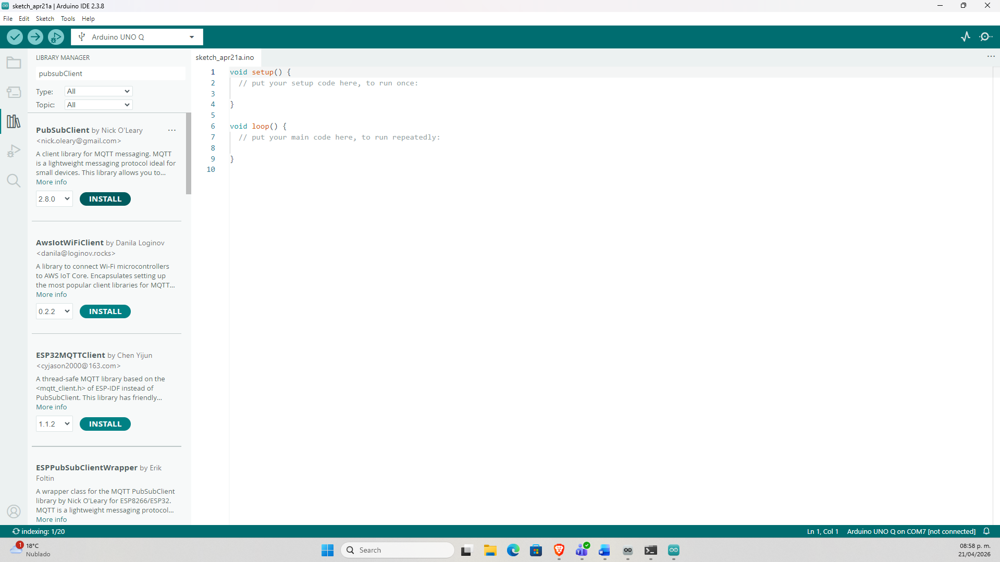 sketch_apr21a | Arduino IDE 2.3.8
File Edit Sketch Tools Help
Arduino UNO Q
LIBRARY MANAGER
pubsubClient
Type: All
Topic: All
PubSubClient by Nick O'Leary
<nick.oleary@gmail.com>
A client library for MQTT messaging. MQTT
is a lightweight messaging protocol ideal for
small devices. This library allows you to...
More info
2.8.0 INSTALL
AwsIotWiFiClient by Danila Loginov
<danila@loginov.rocks>
A library to connect Wi-Fi microcontrollers
to AWS IoT Core. Encapsulates setting up
the most popular client libraries for MQTT...
More info
0.2.2 INSTALL
ESP32MQTTClient by Chen Yijun
<cyjason2000@163.com>
A thread-safe MQTT library based on the
<mqtt_client.h> of ESP-IDF instead of
PubSubClient. This library has friendly...
More info
1.1.2 INSTALL
ESPPubSubClientWrapper by Erik
Foltin
A wrapper class for the MQTT PubSubClient
library by Nick O'Leary for ESP8266/ESP32.
MQTT is a lightweight messaging protocol...
More info
sketch_apr21a.ino
1 void setup() {
2 // put your setup code here, to run once:
3
4 }
5
6 void loop() {
7 // put your main code here, to run repeatedly:
8
9 }
10
indexing: 1/20
Ln 1, Col 1 Arduino UNO Q on COM7 [not connected]
1
18°C
Nublado
Search
08:58 p. m.
21/04/2026